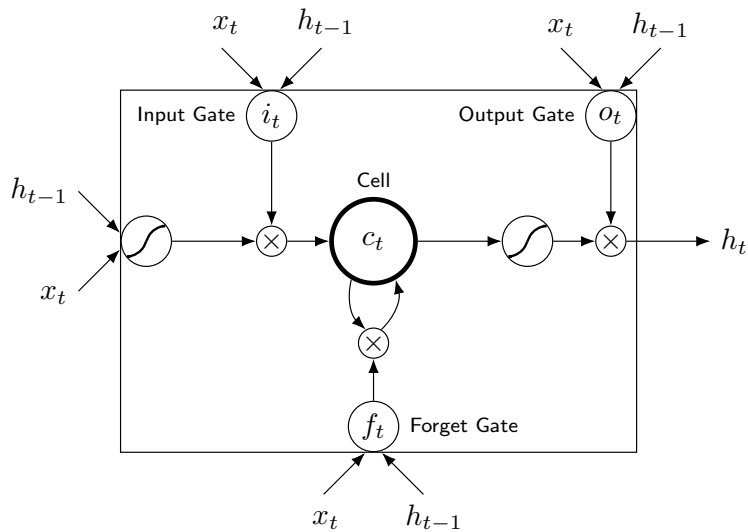 x_t h_{t-1} x_t h_{t-1}
Input Gate i_t Output Gate o_t
Cell
h_{t-1}
× c_t × h_t
x_t
×
f_t Forget Gate
x_t h_{t-1}